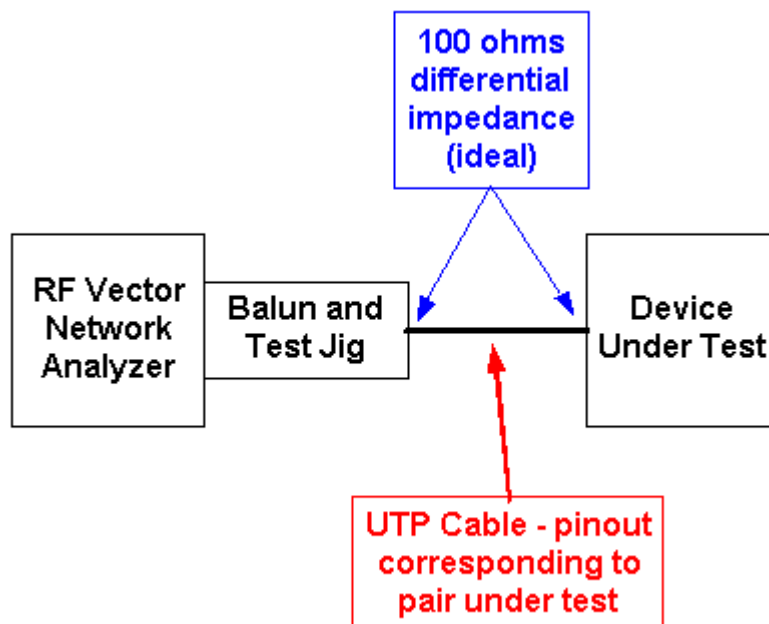 100 ohms
differential
impedance
(ideal)
RF Vector
Network
Analyzer
Balun and
Test Jig
Device
Under Test
UTP Cable - pinout
corresponding to
pair under test